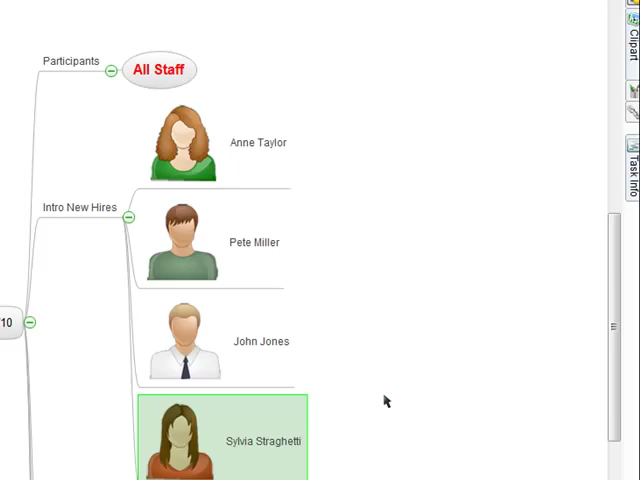 Participants
All Staff
Anne Taylor
Intro New Hires
Pete Miller
10
John Jones
Sylvia Straghetti
Clipart
Task Info